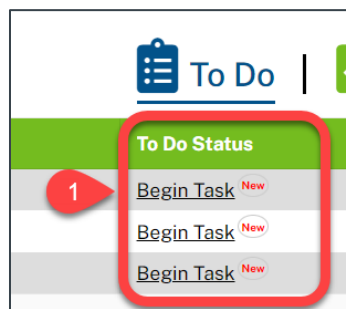 To Do |
To Do Status
1 Begin Task New
Begin Task New
Begin Task New